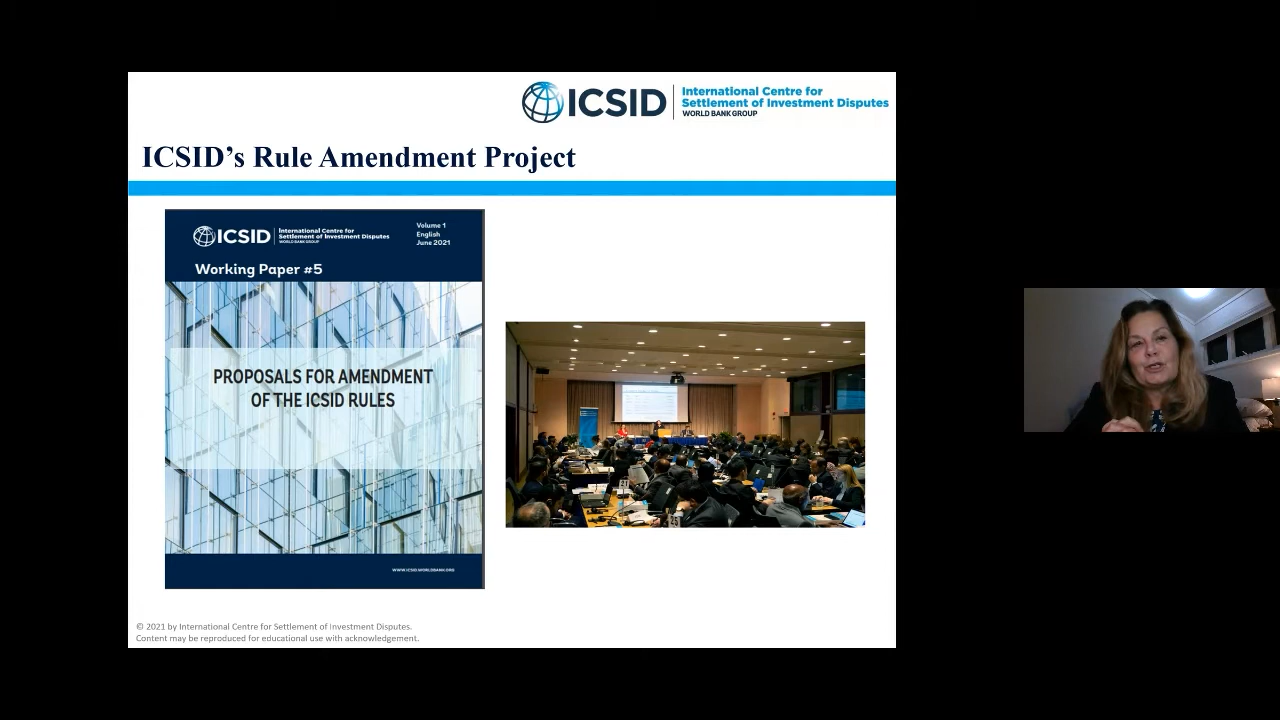 ICSID
International Centre for
Settlement of Investment Disputes
WORLD BANK GROUP
ICSID’s Rule Amendment Project
ICSID
International Centre for
Settlement of Investment Disputes
WORLD BANK GROUP
Volume 1
English
June 2021
Working Paper #5
PROPOSALS FOR AMENDMENT
OF THE ICSID RULES
WWW.ICSID.WORLDBANK.ORG
© 2021 by International Centre for Settlement of Investment Disputes.
Content may be reproduced for educational use with acknowledgement.